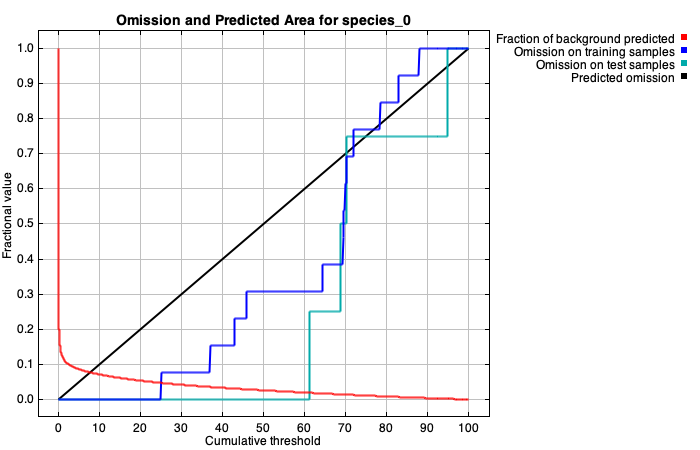 Omission and Predicted Area for species_0
Fraction of background predicted
Omission on training samples
Omission on test samples
Predicted omission
Fractional value
1.0
0.9
0.8
0.7
0.6
0.5
0.4
0.3
0.2
0.1
0.0
0 10 20 30 40 50 60 70 80 90 100
Cumulative threshold